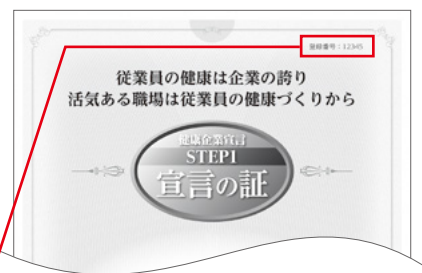 登録番号：12345
従業員の健康は企業の誇り
活気ある職場は従業員の健康づくりから
健康企業宣言
STEP1
宣言の証